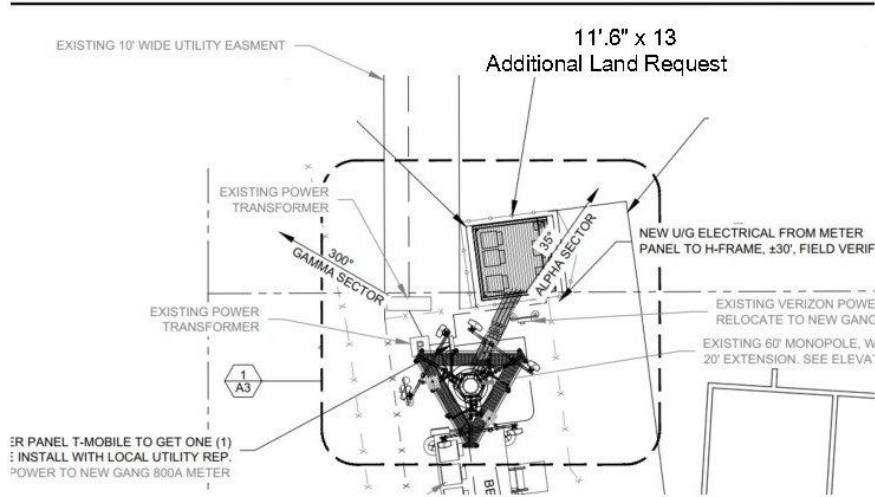 EXISTING 10' WIDE UTILITY EASMENT
11'.6" x 13
Additional Land Request
EXISTING POWER
TRANSFORMER
300°
GAMMA SECTOR
35°
ALPHA SECTOR
NEW U/G ELECTRICAL FROM METER
PANEL TO H-FRAME, ±30', FIELD VERIF
EXISTING POWER
TRANSFORMER
EXISTING VERIZON POWE
RELOCATE TO NEW GANG
EXISTING 60' MONOPOLE, W
20' EXTENSION. SEE ELEVAT
1
A3
ER PANEL T-MOBILE TO GET ONE (1)
E INSTALL WITH LOCAL UTILITY REP.
POWER TO NEW GANG 800A METER
BE